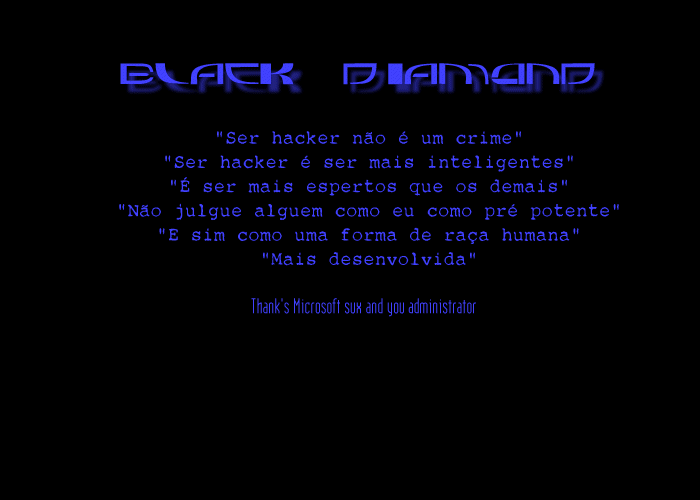 BLACK DIAMAND
"Ser hacker não é um crime"
"Ser hacker é ser mais inteligentes"
"É ser mais espertos que os demais"
"Não julgue alguem como eu como pré potente"
"E sim como uma forma de raça humana"
"Mais desenvolvida"
Thank's Microsoft sux and you administrator